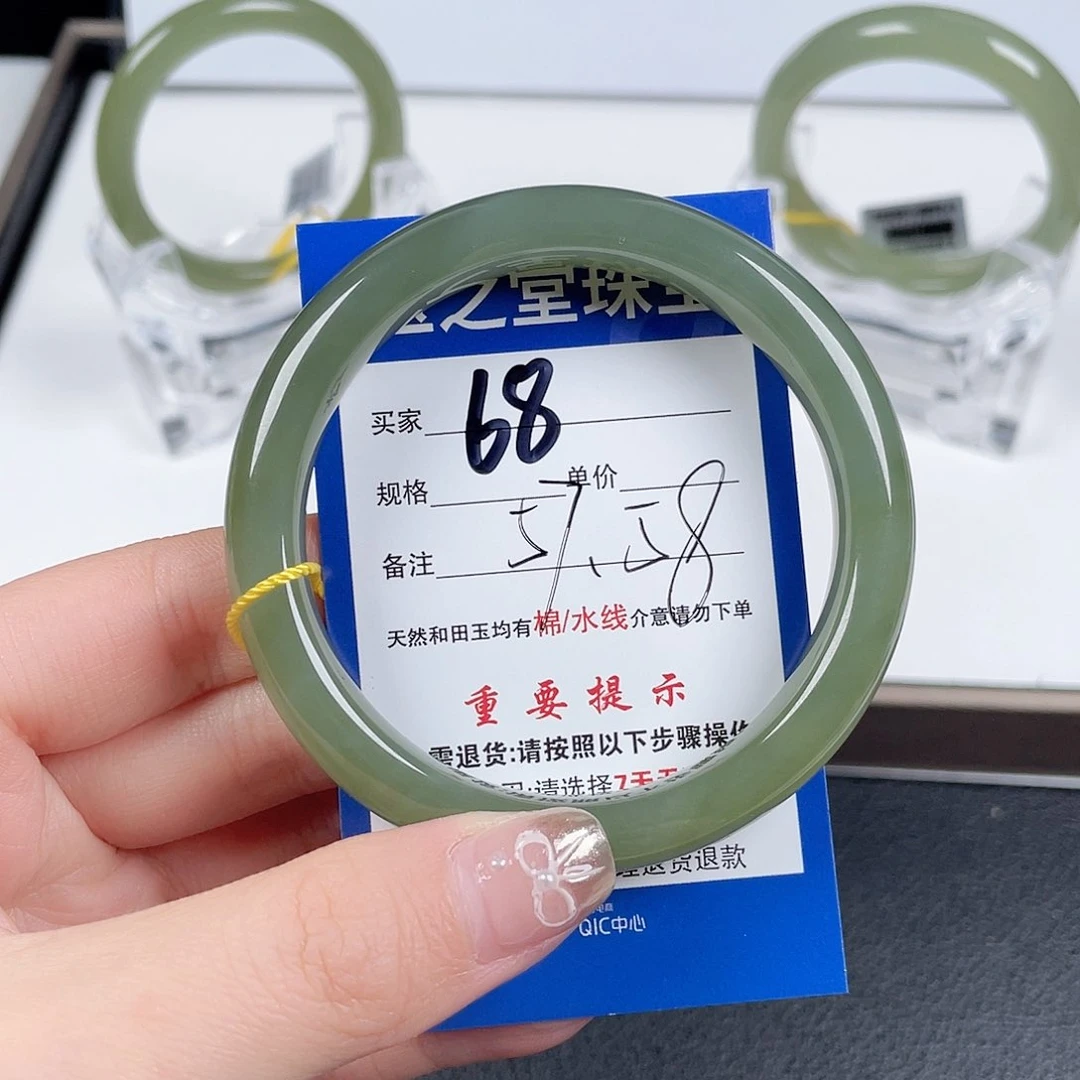 之堂珠
买家 68
规格 单价
57、58
备注
天然和田玉均有棉/水线介意请勿下单
重要提示
需退货:请按照以下步骤操作
:请选择7天无
退货退款
QIC中心